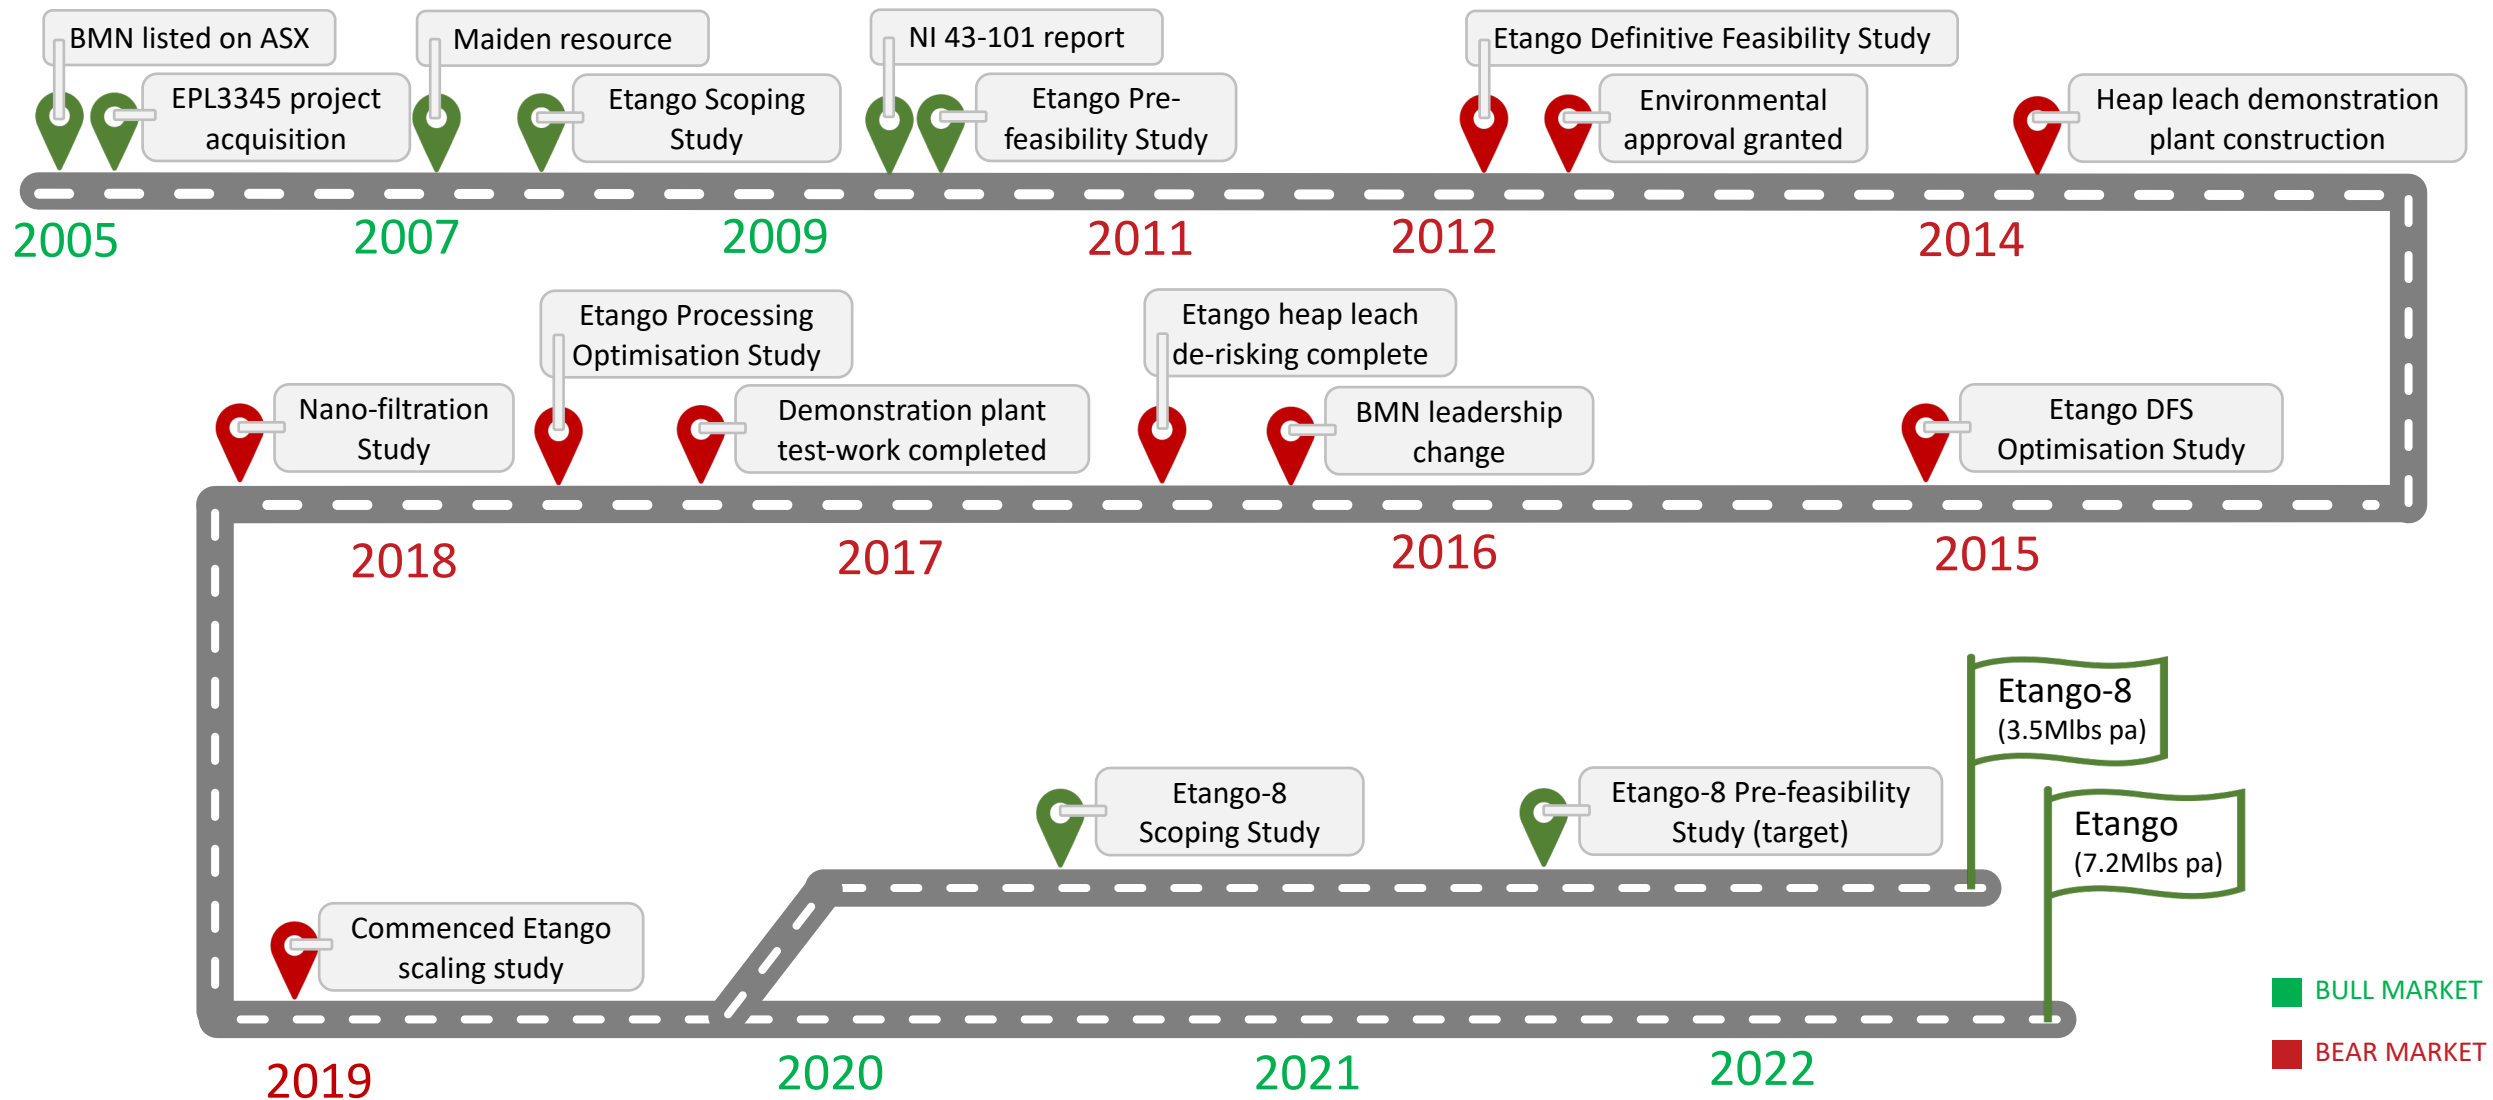 BMN listed on ASX
Maiden resource
NI 43-101 report
Etango Definitive Feasibility Study
EPL3345 project
acquisition
Etango Scoping
Study
Etango Pre-
feasibility Study
Environmental
approval granted
Heap leach demonstration
plant construction
2005
2007
2009
2011
2012
2014
Etango Processing
Optimisation Study
Etango heap leach
de-risking complete
Nano-filtration
Study
Demonstration plant
test-work completed
BMN leadership
change
Etango DFS
Optimisation Study
2018
2017
2016
2015
Etango-8
(3.5Mlbs pa)
Etango-8
Scoping Study
Etango-8 Pre-feasibility
Study (target)
Etango
(7.2Mlbs pa)
Commenced Etango
scaling study
2019
2020
2021
2022
BULL MARKET
BEAR MARKET